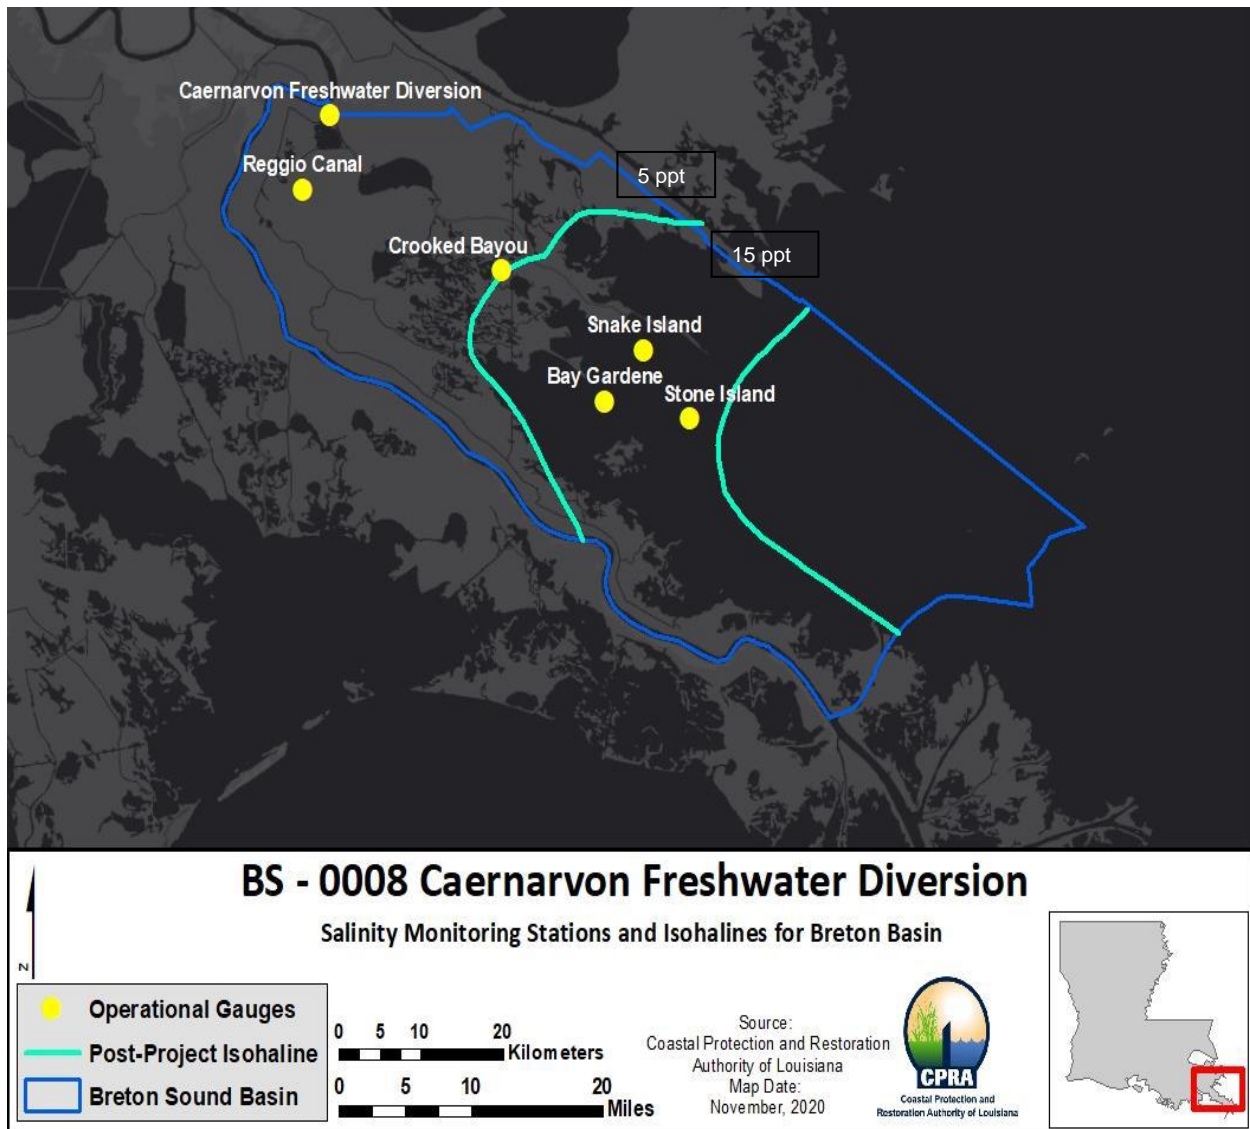 Caernarvon Freshwater Diversion
Reggio Canal
5 ppt
Crooked Bayou
15 ppt
Snake Island
Bay Gardene
Stone Island
BS - 0008 Caernarvon Freshwater Diversion
Salinity Monitoring Stations and Isohalines for Breton Basin
N
Operational Gauges
Post-Project Isohaline
Breton Sound Basin
0 5 10 20
Kilometers
0 5 10 20
Miles
Source:
Coastal Protection and Restoration
Authority of Louisiana
Map Date:
November, 2020
CPRA
Coastal Protection and
Restoration Authority of Louisiana